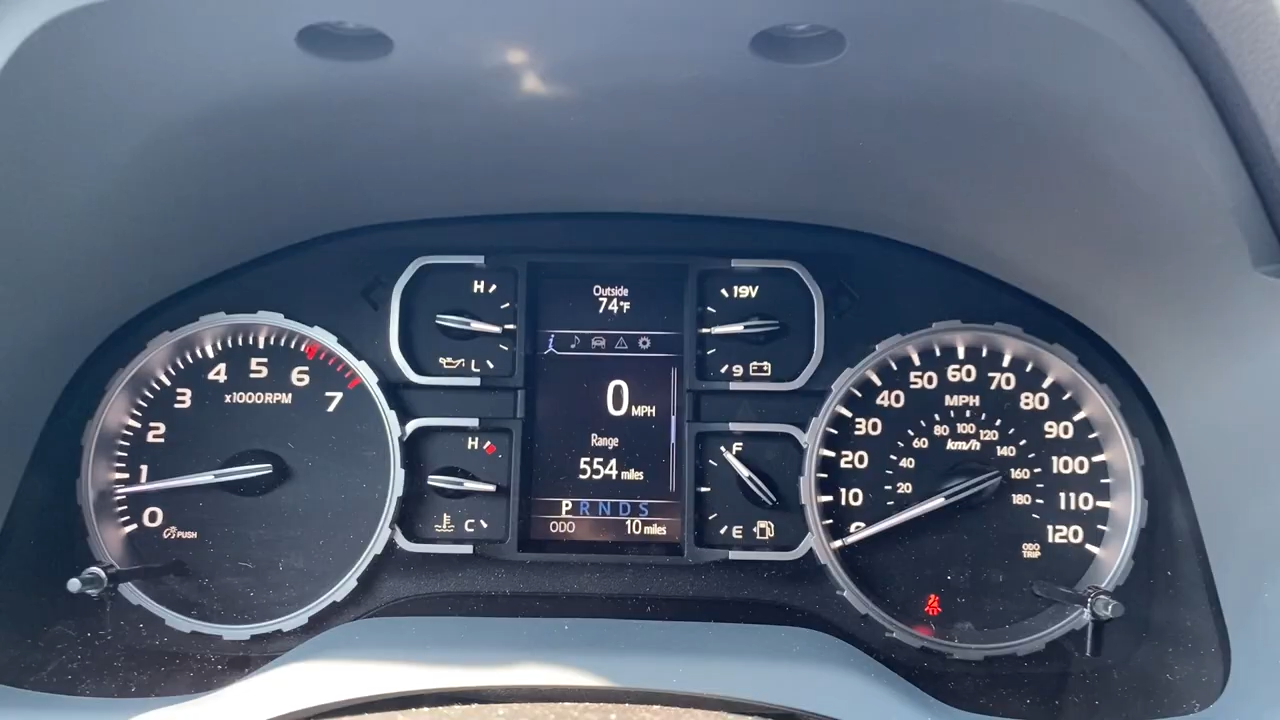 0
1
2
3
4
5
6
7
x1000RPM
PUSH
H
L
H
C
Outside
74°F
i
0 MPH
Range
554 miles
P R N D S
ODO 10 miles
19V
9
F
E
0
10
20
30
40
50
60
70
80
90
100
110
120
MPH
20
40
60
80
100
120
140
160
180
km/h
ODO
TRIP